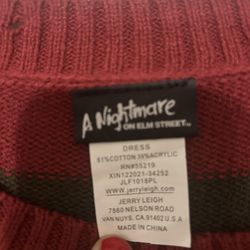 A Nightmare
ON ELM STREET™
DRESS
61%COTTON 39%ACRYLIC
RN#55219
XIN122021-34252
JLF1018PL
JERRY LEIGH
www.jerryleigh.com
7860 NELSON ROAD
VAN NUYS, CA.91402 U.S.A
MADE IN CHINA